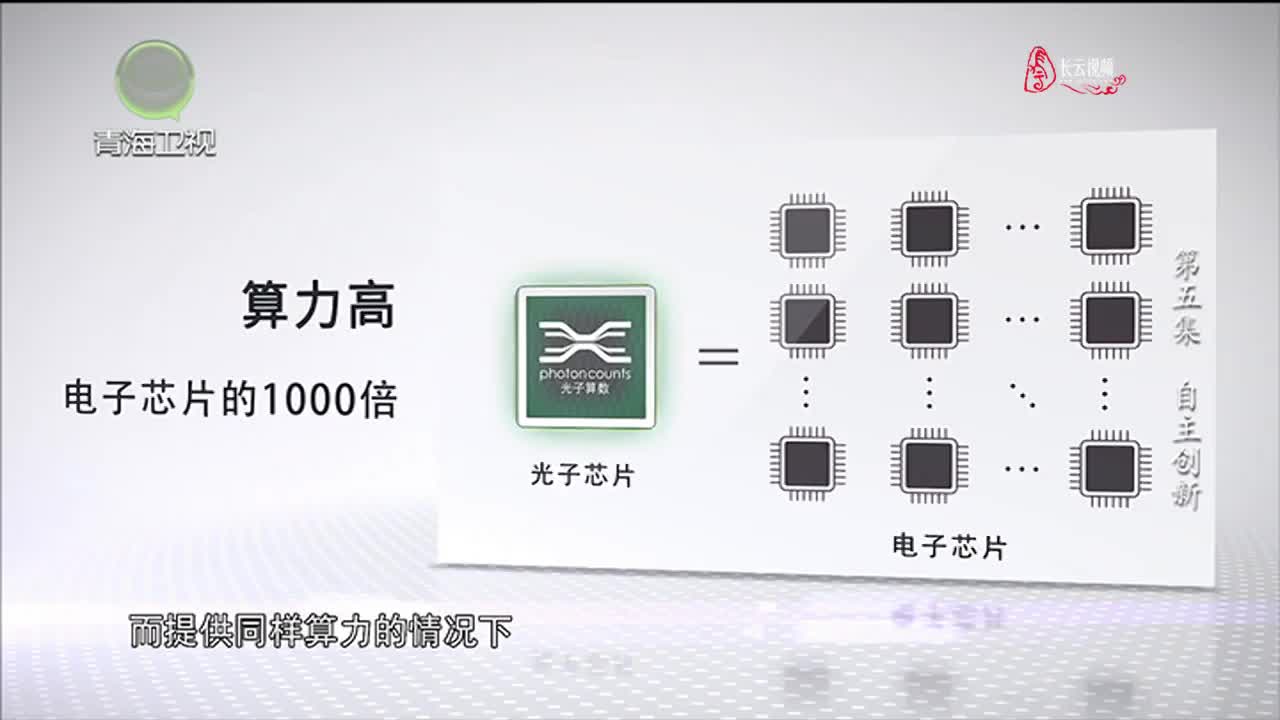 青海卫视
长云视频
算力高
电子芯片的1000倍
photoncounts
光子算数
光子芯片
=
电子芯片
第五集 自主创新
而提供同样算力的情况下